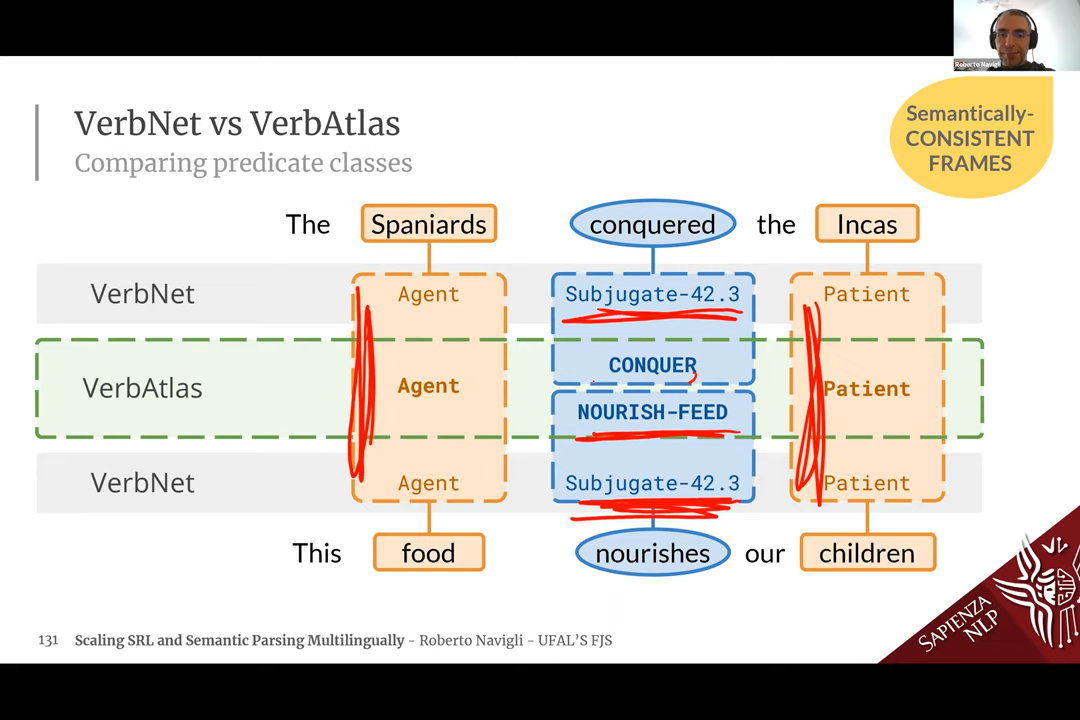 Roberto Navigli
VerbNet vs VerbAtlas
Comparing predicate classes
Semantically-
CONSISTENT
FRAMES
The Spaniards conquered the Incas
VerbNet Agent Subjugate-42.3 Patient
CONQUER
VerbAtlas Agent Patient
NOURISH-FEED
VerbNet Agent Subjugate-42.3 Patient
This food nourishes our children
131 Scaling SRL and Semantic Parsing Multilingually - Roberto Navigli - UFAL'S FJS
SAPIENZA
NLP